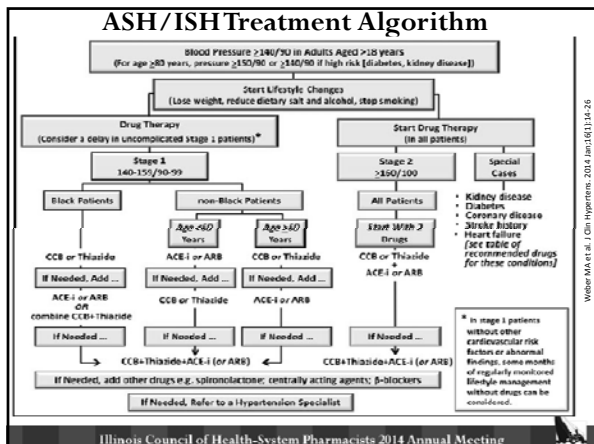 ASH/ISH Treatment Algorithm
Blood Pressure ≥140/90 in Adults Aged >18 years
(For age ≥80 years, pressure ≥150/90 or ≥140/90 if high risk [diabetes, kidney disease])
Start Lifestyle Changes
(Lose weight, reduce dietary salt and alcohol, stop smoking)
Drug Therapy
(Consider a delay in uncomplicated Stage 1 patients)*
Start Drug Therapy
(In all patients)
Stage 1
140-159/90-99
Stage 2
≥160/100
Special
Cases
Black Patients
non-Black Patients
All Patients
• Kidney disease
• Diabetes
• Coronary disease
• Stroke history
• Heart failure
[see table of
recommended drugs
for these conditions]
Age <60
Years
Age ≥60
Years
Start With 2
Drugs
CCB or Thiazide
ACE-i or ARB
CCB or Thiazide
CCB or Thiazide
+
ACE-i or ARB
If Needed, Add ...
If Needed, Add ...
If Needed, Add ...
ACE-i or ARB
OR
combine CCB+Thiazide
CCB or Thiazide
ACE-i or ARB
If Needed ...
If Needed ...
If Needed ...
If Needed ...
CCB+Thiazide+ACE-i (or ARB)
CCB+Thiazide+ACE-i (or ARB)
* In stage 1 patients
without other
cardiovascular risk
factors or abnormal
findings, some months
of regularly monitored
lifestyle management
without drugs can be
considered.
If Needed, add other drugs e.g. spironolactone; centrally acting agents; β-blockers
If Needed, Refer to a Hypertension Specialist
Weber MA et al. J Clin Hypertens. 2014 Jan;16(1):14-26
Illinois Council of Health-System Pharmacists 2014 Annual Meeting